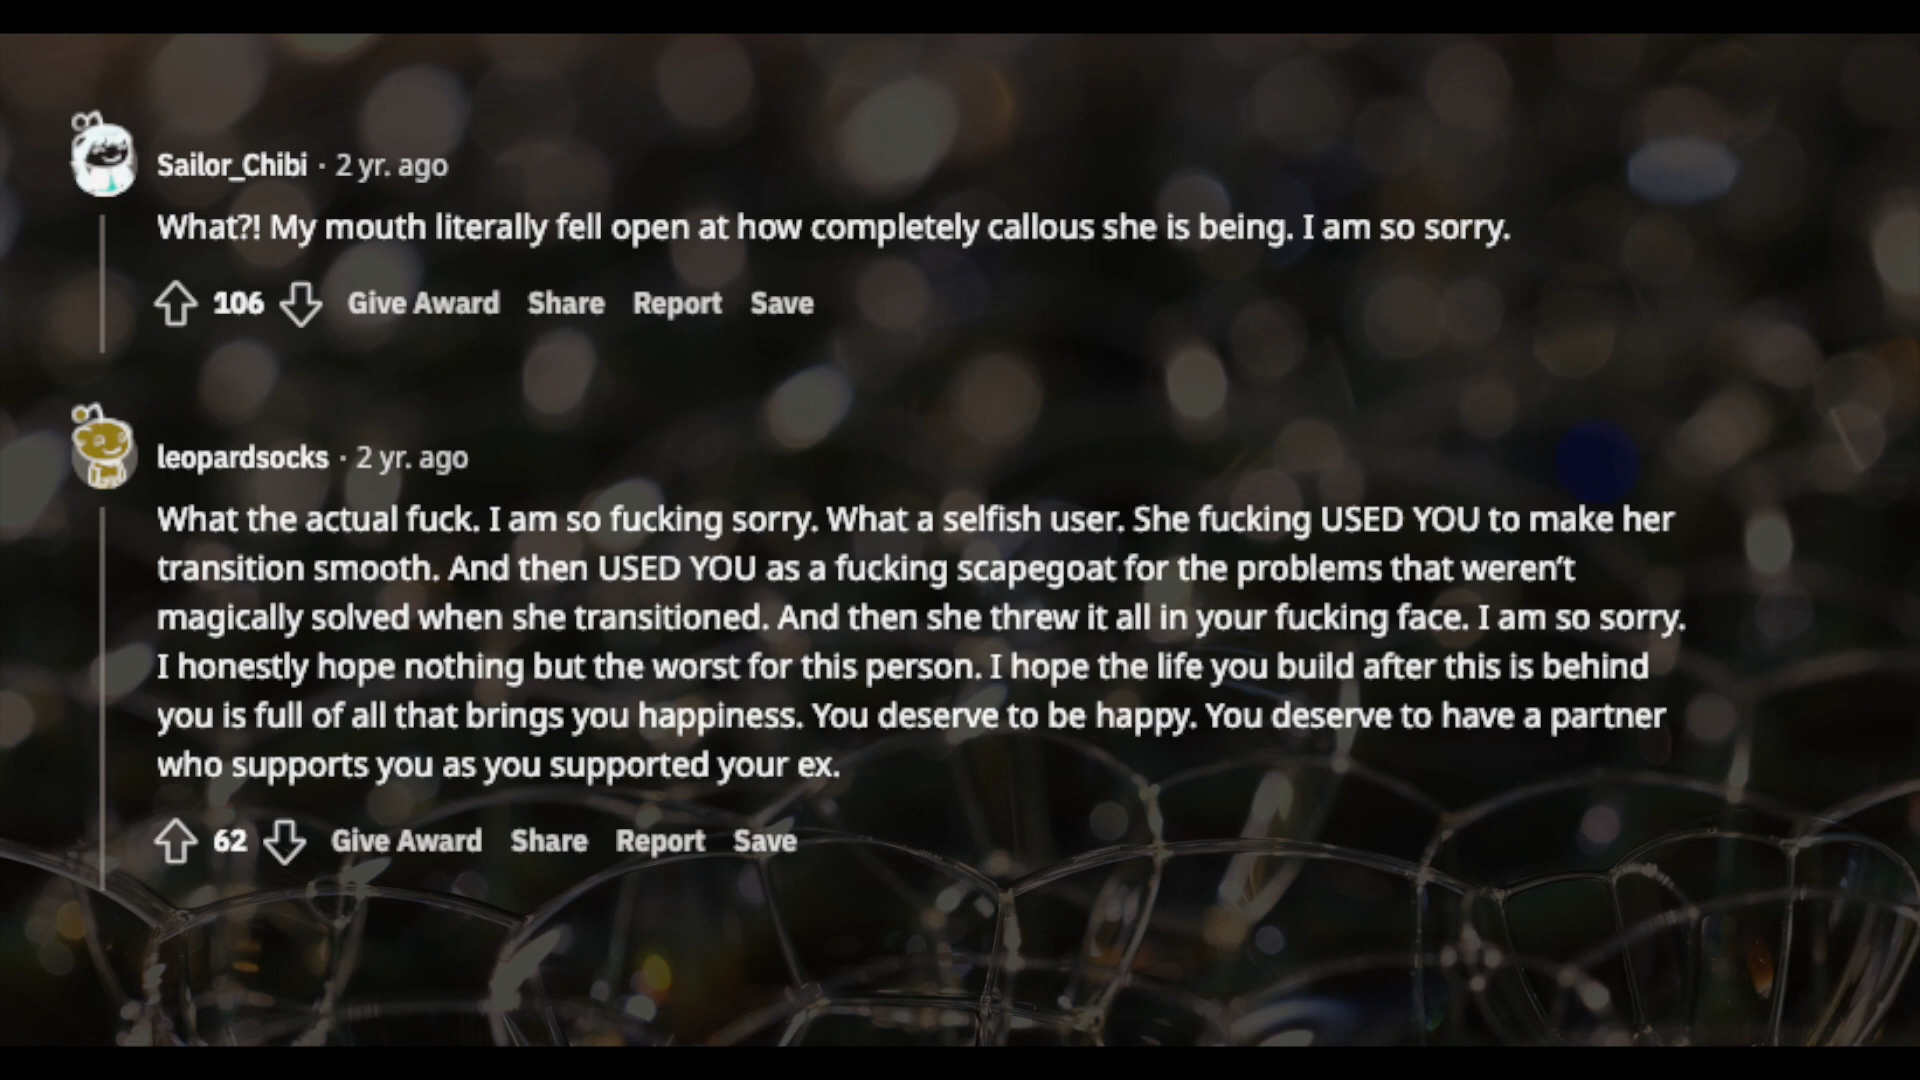 Sailor_Chibi · 2 yr. ago
What?! My mouth literally fell open at how completely callous she is being. I am so sorry.
106 Give Award Share Report Save
leopardsocks · 2 yr. ago
What the actual fuck. I am so fucking sorry. What a selfish user. She fucking USED YOU to make her
transition smooth. And then USED YOU as a fucking scapegoat for the problems that weren’t
magically solved when she transitioned. And then she threw it all in your fucking face. I am so sorry.
I honestly hope nothing but the worst for this person. I hope the life you build after this is behind
you is full of all that brings you happiness. You deserve to be happy. You deserve to have a partner
who supports you as you supported your ex.
62 Give Award Share Report Save